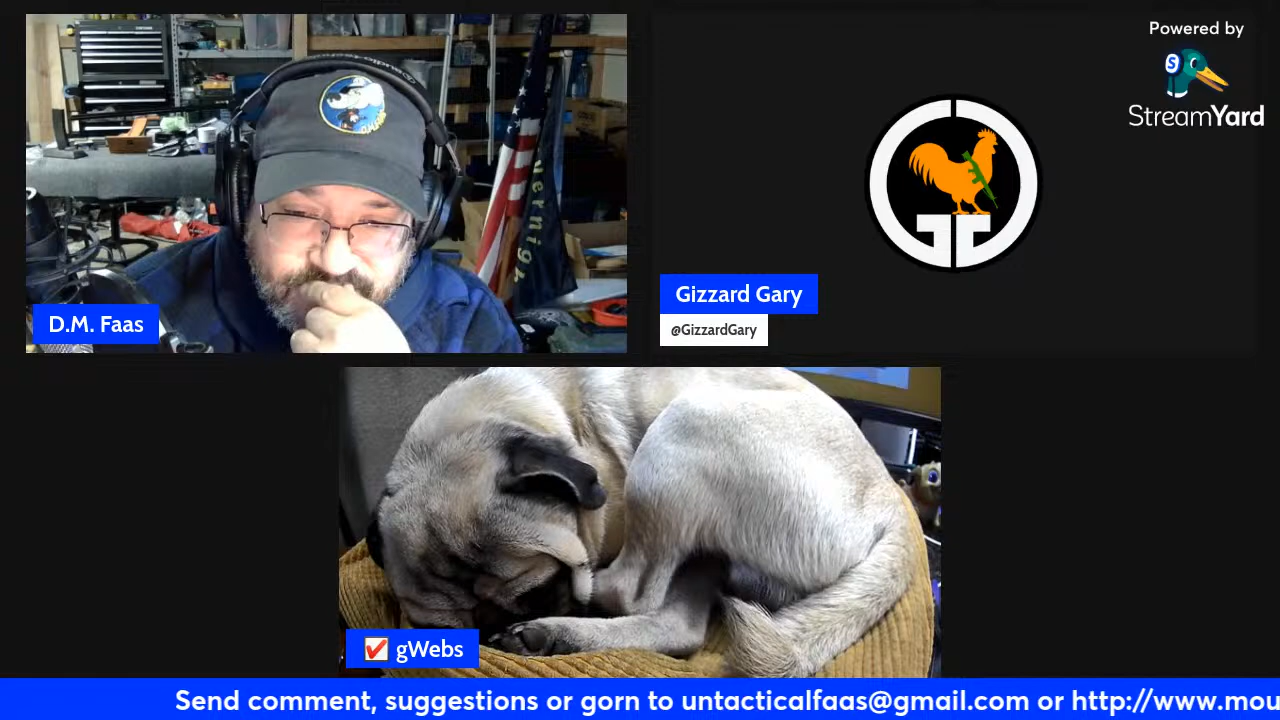 Powered by
StreamYard
D.M. Faas
GG
Gizzard Gary
@GizzardGary
gWebs
Send comment, suggestions or gorn to untacticalfaas@gmail.com or http://www.mou